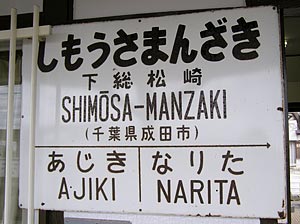 しもうさまんざき
下総松崎
SHIMŌSA-MANZAKI
(千葉県成田市)
あじき なりた
AJIKI NARITA